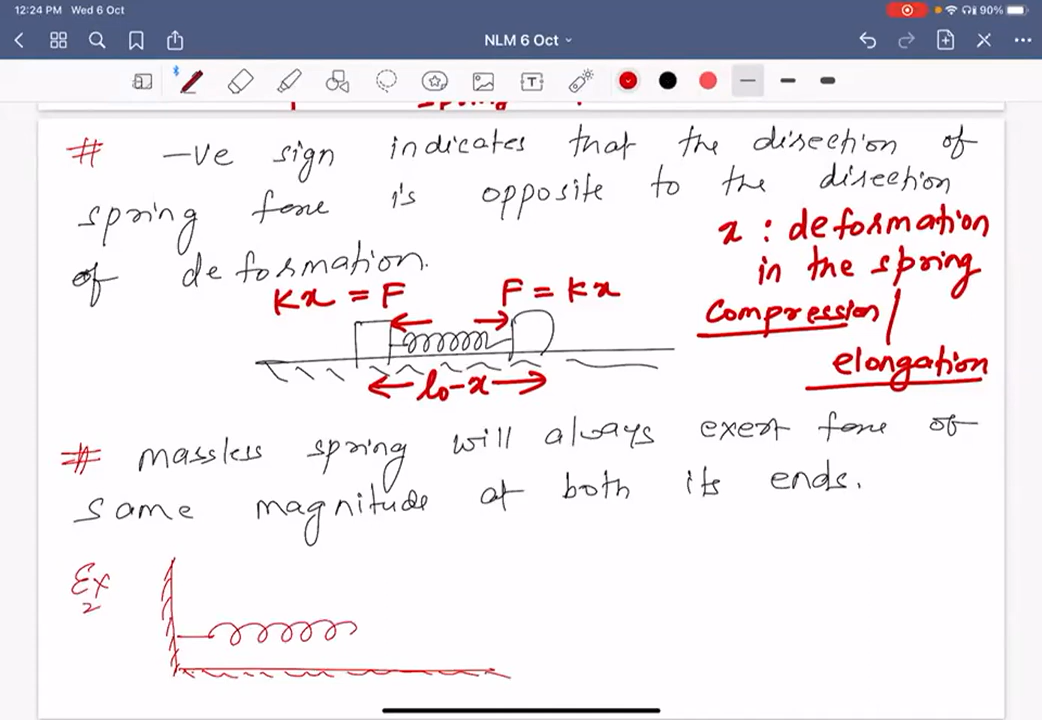 12:24 PM Wed 6 Oct
90%
NLM 6 Oct
# -ve sign indicates that the direction of
spring force is opposite to the direction
of deformation.
x : deformation
in the spring
compression/
elongation
Kx = F
F = Kx
l₀-x
# massless spring will always exert force of
same magnitude at both its ends.
Ex